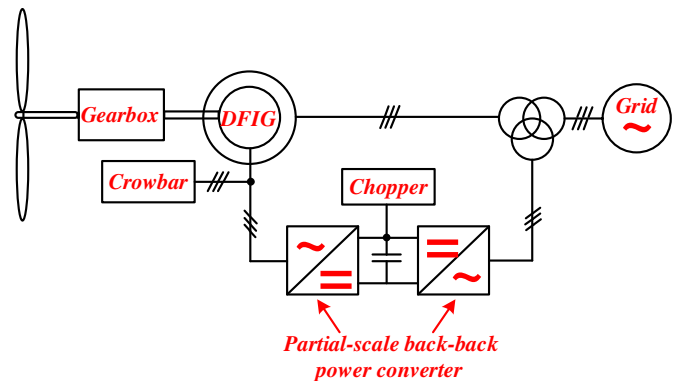 Gearbox
DFIG
Grid
Crowbar
Chopper
Partial-scale back-back
power converter